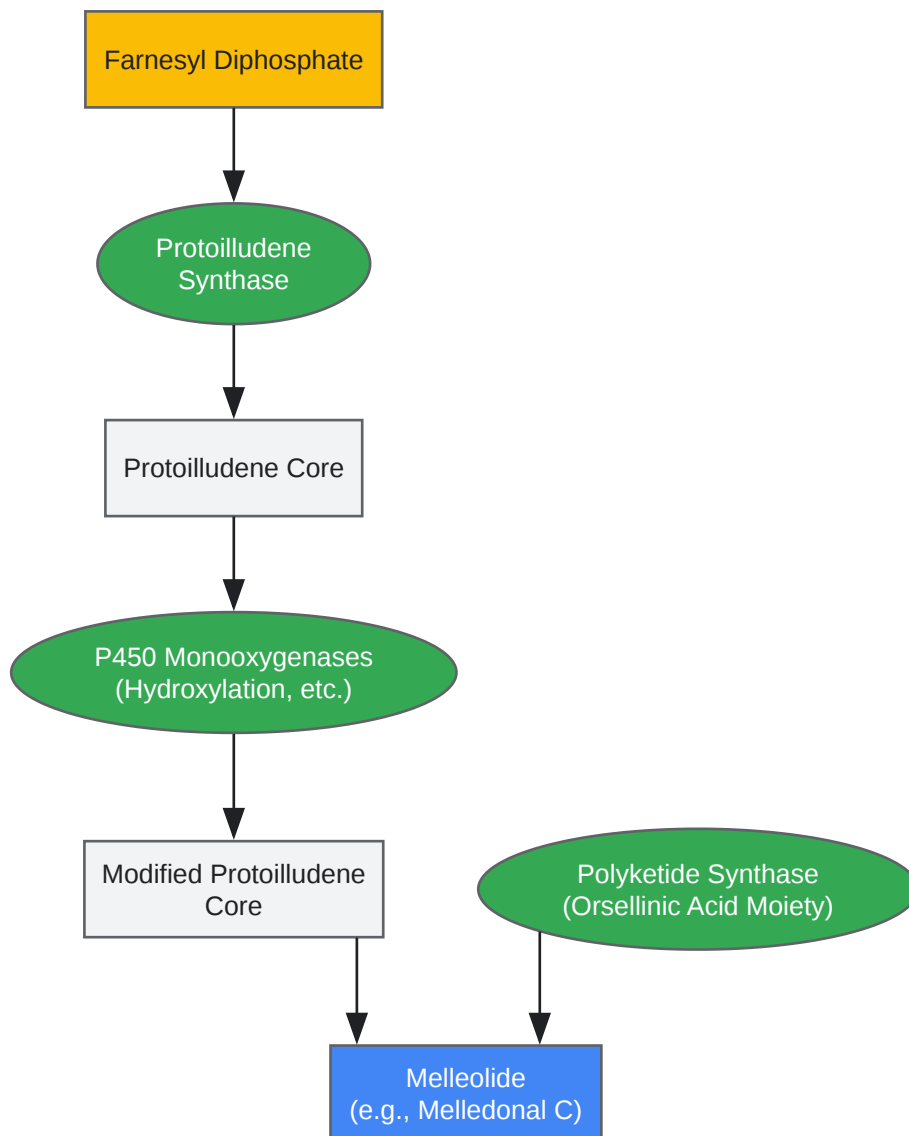 Farnesyl Diphosphate
Protoilludene
Synthase
Protoilludene Core
P450 Monooxygenases
(Hydroxylation, etc.)
Modified Protoilludene
Core
Polyketide Synthase
(Orsellinic Acid Moiety)
Melleolide
(e.g., Melledonal C)